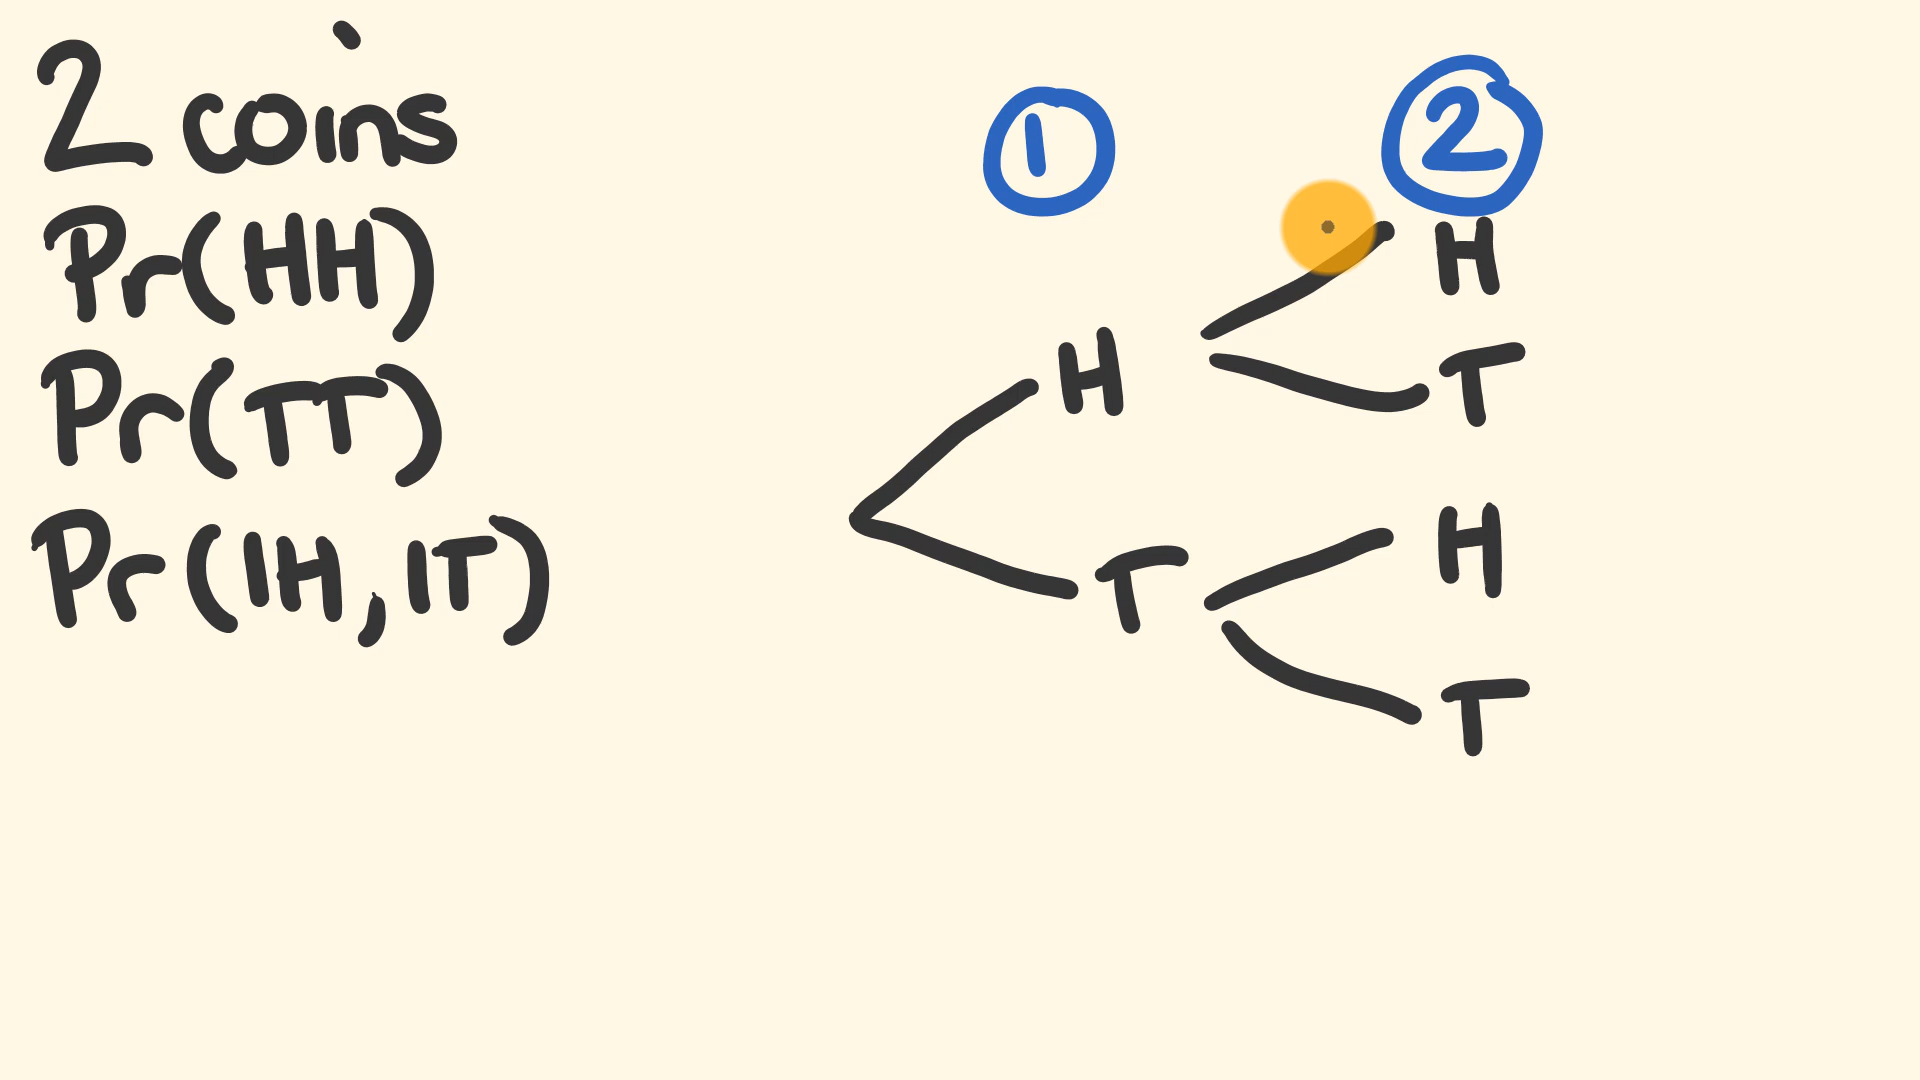 2 coins
Pr(HH)
Pr(TT)
Pr(1H, 1T)
1 2
H
T
H
T
H
T